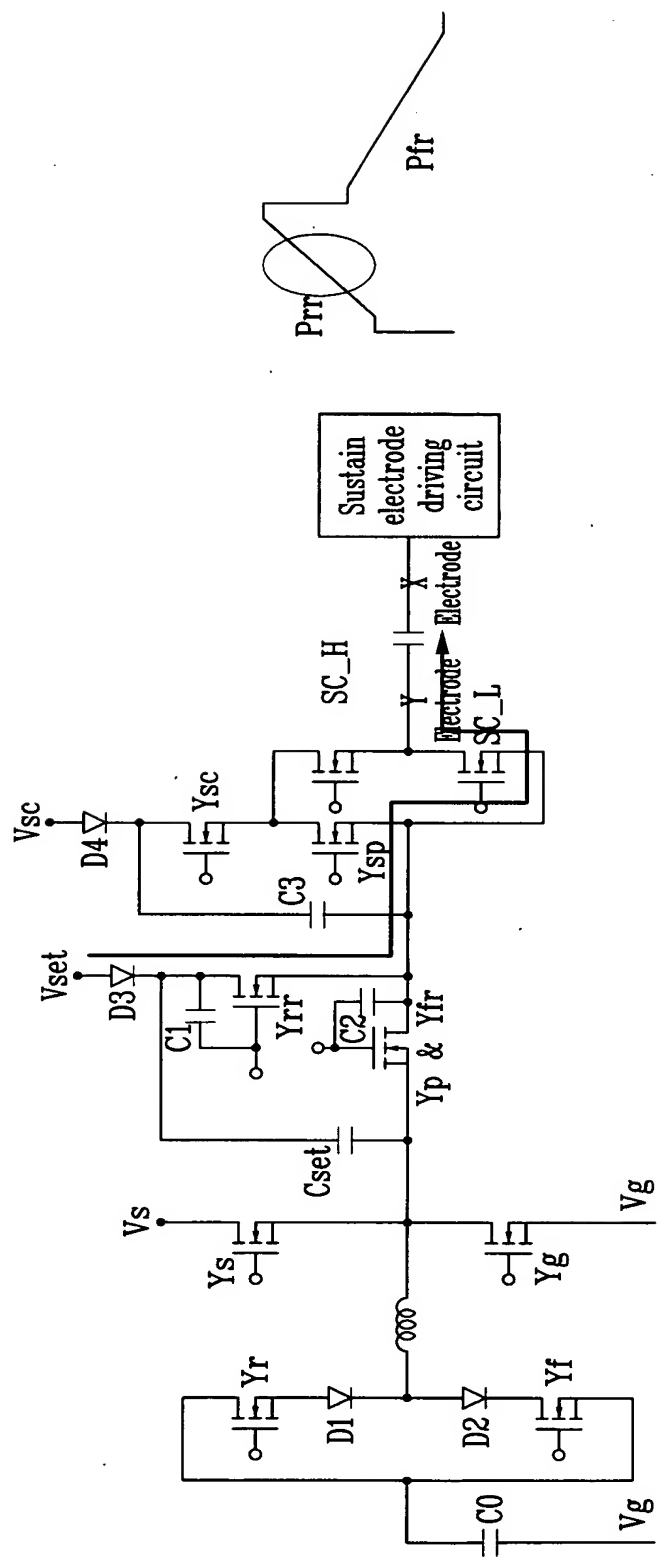 Prr
Pfr
Sustain
electrode
driving
circuit
X
Electrode
Y
Electrode
SC_H
SC_L
Vsc
D4
Ysc
Ysp
C3
Vset
D3
C1
Yrr
C2
Yp & Yfr
Cset
Vs
Ys
Yg
Vg
Yr
D1
D2
Yf
C0
Vg